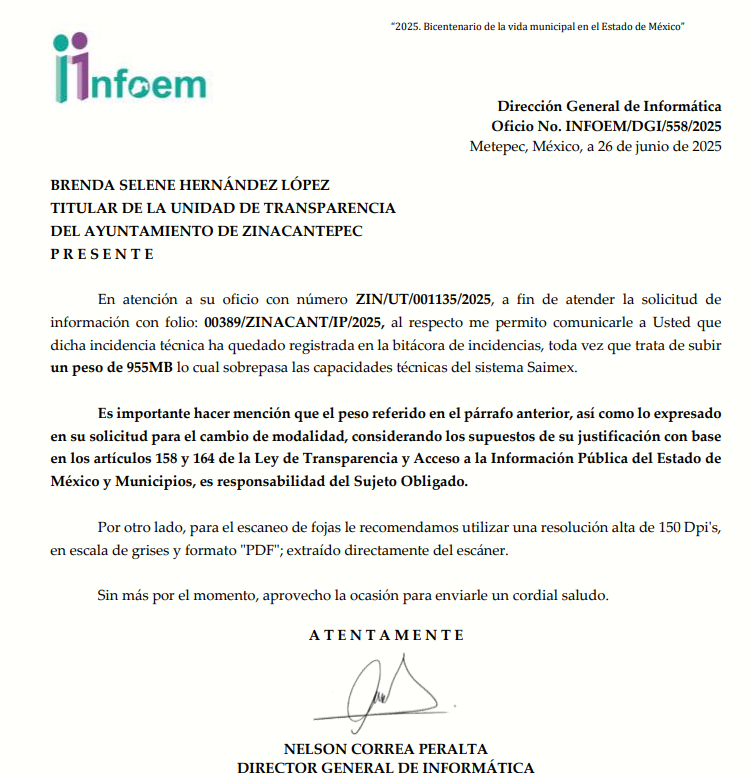 “2025. Bicentenario de la vida municipal en el Estado de México”
infoem
Dirección General de Informática
Oficio No. INFOEM/DGI/558/2025
Metepec, México, a 26 de junio de 2025
BRENDA SELENE HERNÁNDEZ LÓPEZ
TITULAR DE LA UNIDAD DE TRANSPARENCIA
DEL AYUNTAMIENTO DE ZINACANTEPEC
P R E S E N T E
En atención a su oficio con número ZIN/UT/001135/2025, a fin de atender la solicitud de
información con folio: 00389/ZINACANT/IP/2025, al respecto me permito comunicarle a Usted que
dicha incidencia técnica ha quedado registrada en la bitácora de incidencias, toda vez que trata de subir
un peso de 955MB lo cual sobrepasa las capacidades técnicas del sistema Saimex.
Es importante hacer mención que el peso referido en el párrafo anterior, así como lo expresado
en su solicitud para el cambio de modalidad, considerando los supuestos de su justificación con base
en los artículos 158 y 164 de la Ley de Transparencia y Acceso a la Información Pública del Estado de
México y Municipios, es responsabilidad del Sujeto Obligado.
Por otro lado, para el escaneo de fojas le recomendamos utilizar una resolución alta de 150 Dpi's,
en escala de grises y formato "PDF"; extraído directamente del escáner.
Sin más por el momento, aprovecho la ocasión para enviarle un cordial saludo.
A T E N T A M E N T E
NELSON CORREA PERALTA
DIRECTOR GENERAL DE INFORMÁTICA